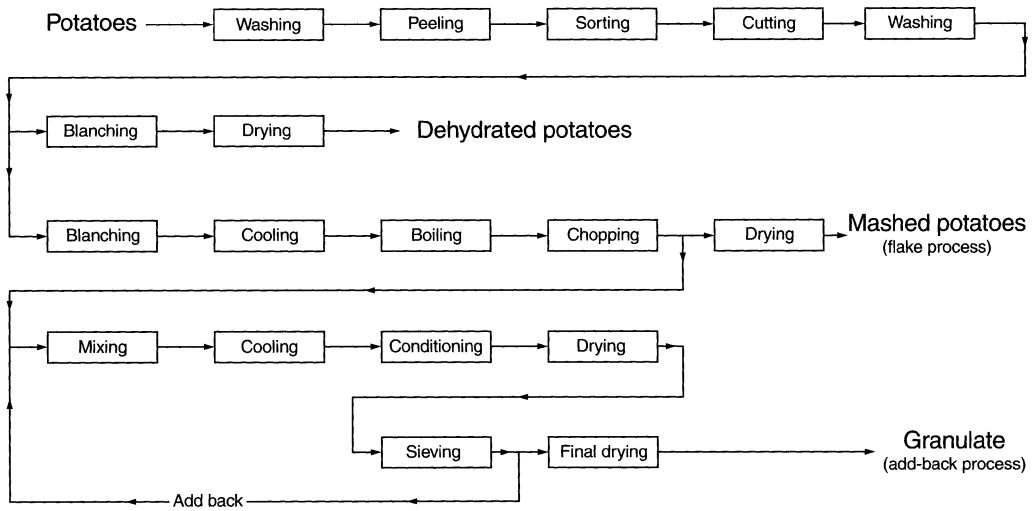 Potatoes
Washing
Peeling
Sorting
Cutting
Washing
Blanching
Drying
Dehydrated potatoes
Blanching
Cooling
Boiling
Chopping
Drying
Mashed potatoes
(flake process)
Mixing
Cooling
Conditioning
Drying
Sieving
Final drying
Granulate
(add-back process)
Add back